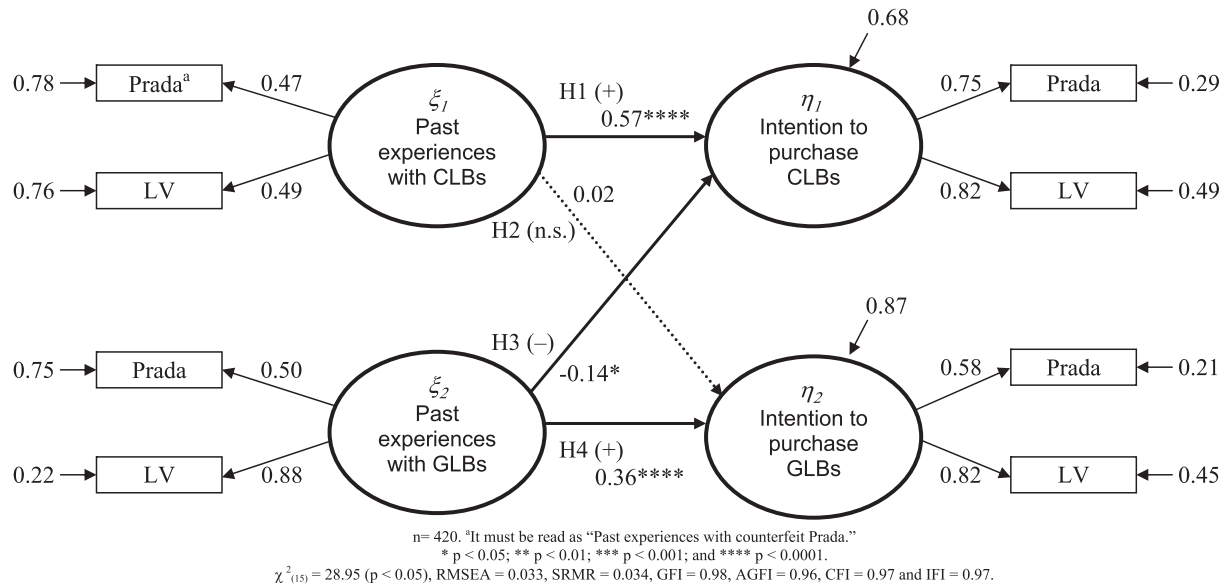 0.68
0.78
Pradaᵃ
0.47
ξ1
Past
experiences
with CLBs
H1 (+)
0.57****
η1
Intention to
purchase
CLBs
0.75
Prada
0.29
0.76
LV
0.49
0.82
LV
0.49
0.02
H2 (n.s.)
0.87
H3 (–)
-0.14*
0.75
Prada
0.50
ξ2
Past
experiences
with GLBs
H4 (+)
0.36****
η2
Intention to
purchase
GLBs
0.58
Prada
0.21
0.22
LV
0.88
0.82
LV
0.45
n= 420. ᵃIt must be read as “Past experiences with counterfeit Prada.”
* p < 0.05; ** p < 0.01; *** p < 0.001; and **** p < 0.0001.
χ²(15) = 28.95 (p < 0.05), RMSEA = 0.033, SRMR = 0.034, GFI = 0.98, AGFI = 0.96, CFI = 0.97 and IFI = 0.97.